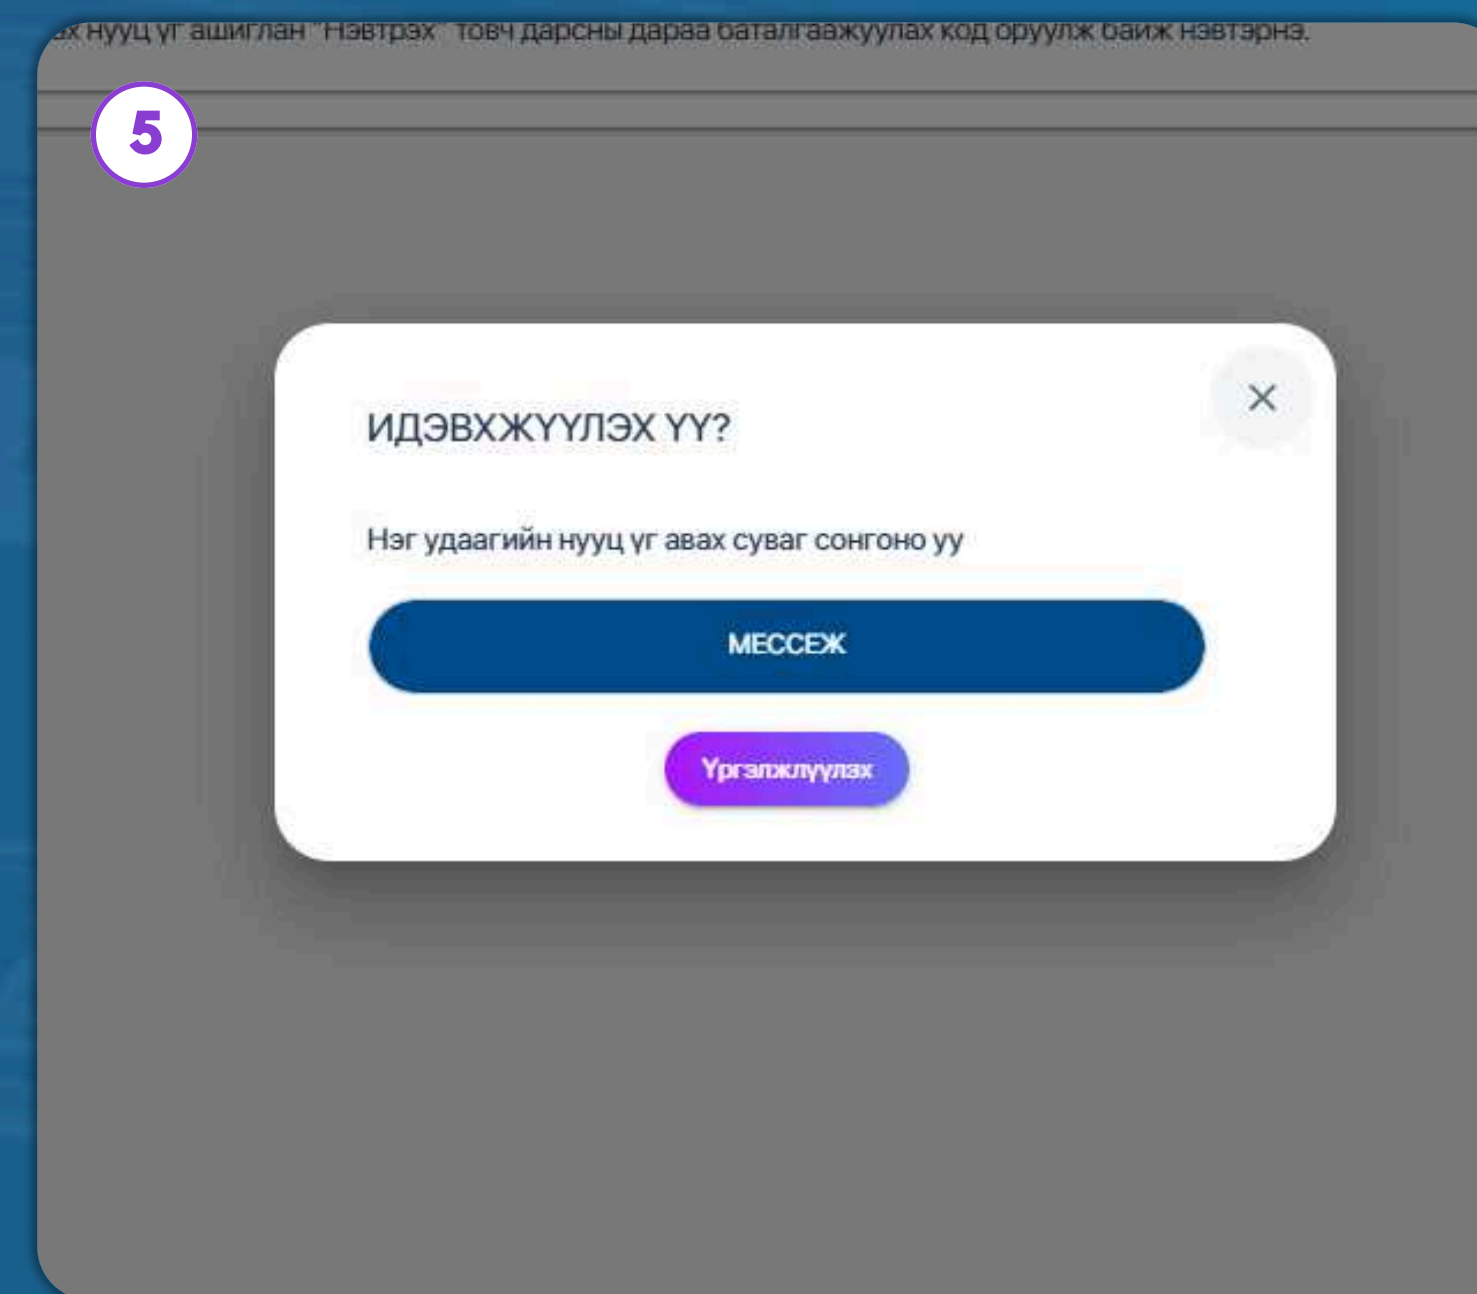 нууц үг ашиглан "Нэвтрэх" товч дарсны дараа баталгаажуулах код оруулж байж нэвтэрнэ.
5
ИДЭВХЖҮҮЛЭХ ҮҮ?
Нэг удаагийн нууц үг авах суваг сонгоно уу
МЕССЕЖ
Үргэлжлүүлэх